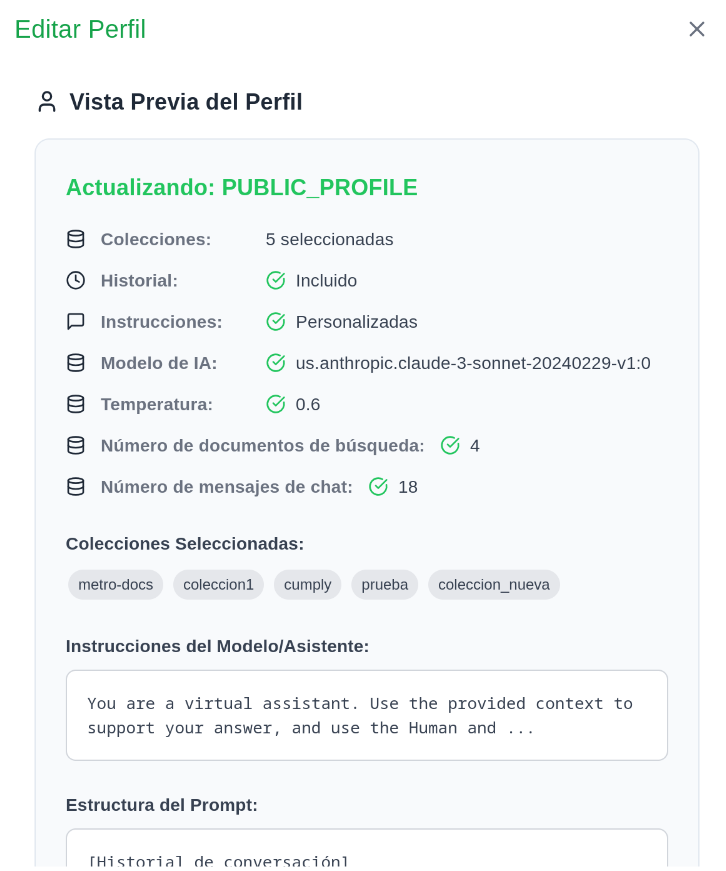 Editar Perfil
Vista Previa del Perfil
Actualizando: PUBLIC_PROFILE
Colecciones: 5 seleccionadas
Historial: Incluido
Instrucciones: Personalizadas
Modelo de IA: us.anthropic.claude-3-sonnet-20240229-v1:0
Temperatura: 0.6
Número de documentos de búsqueda: 4
Número de mensajes de chat: 18
Colecciones Seleccionadas:
metro-docs coleccion1 cumply prueba coleccion_nueva
Instrucciones del Modelo/Asistente:
You are a virtual assistant. Use the provided context to
support your answer, and use the Human and ...
Estructura del Prompt:
[Historial de conversación]